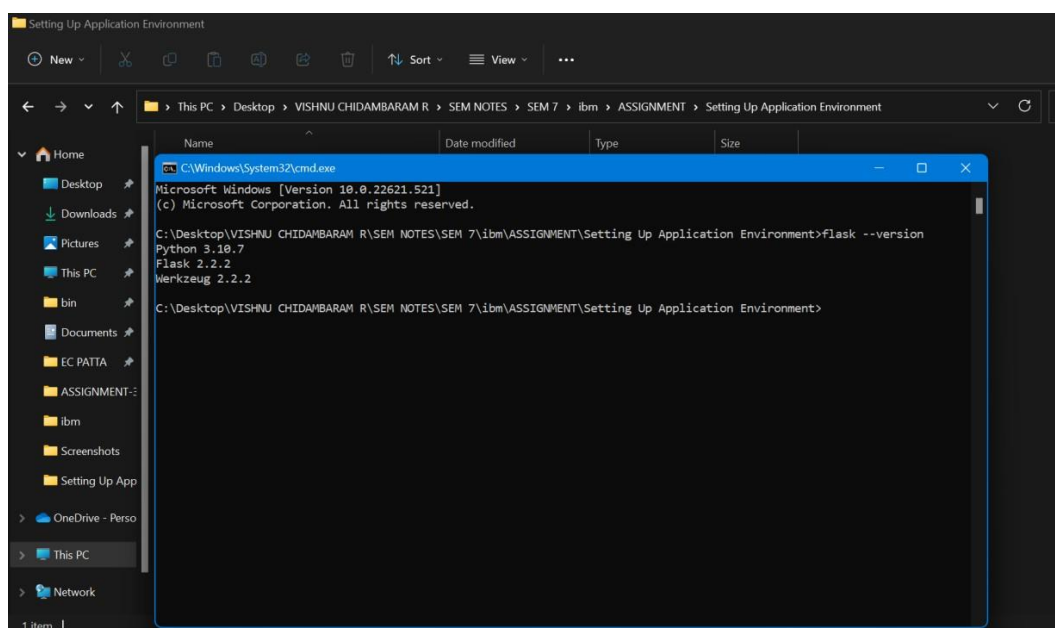 Setting Up Application Environment
New
Sort
View
This PC > Desktop > VISHNU CHIDAMBARAM R > SEM NOTES > SEM 7 > ibm > ASSIGNMENT > Setting Up Application Environment
Name Date modified Type Size
Home
Desktop
Downloads
Pictures
This PC
bin
Documents
EC PATTA
ASSIGNMENT-3
ibm
Screenshots
Setting Up App
OneDrive - Perso
This PC
Network
1 item
C:\Windows\System32\cmd.exe
Microsoft Windows [Version 10.0.22621.521]
(c) Microsoft Corporation. All rights reserved.
C:\Desktop\VISHNU CHIDAMBARAM R\SEM NOTES\SEM 7\ibm\ASSIGNMENT\Setting Up Application Environment>flask --version
Python 3.10.7
Flask 2.2.2
Werkzeug 2.2.2
C:\Desktop\VISHNU CHIDAMBARAM R\SEM NOTES\SEM 7\ibm\ASSIGNMENT\Setting Up Application Environment>